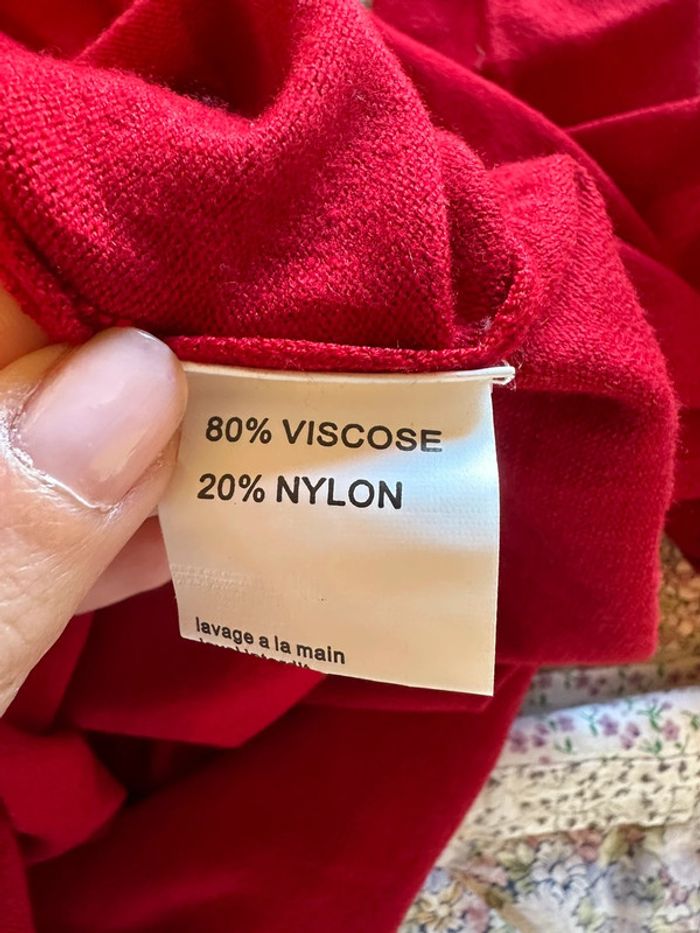 80% VISCOSE
20% NYLON
lavage a la main